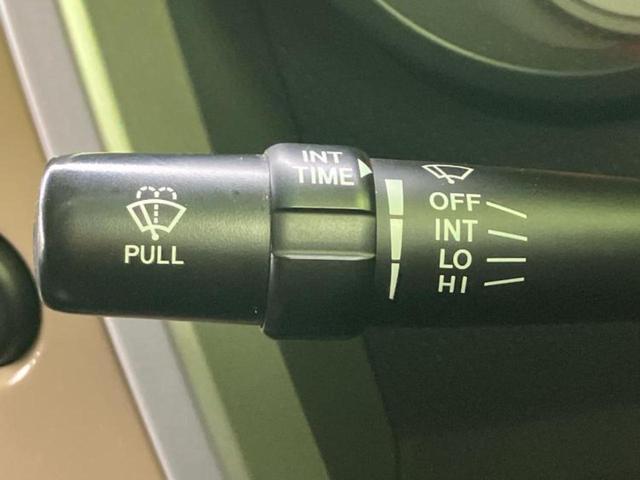 INT
TIME
PULL
OFF
INT
LO
HI